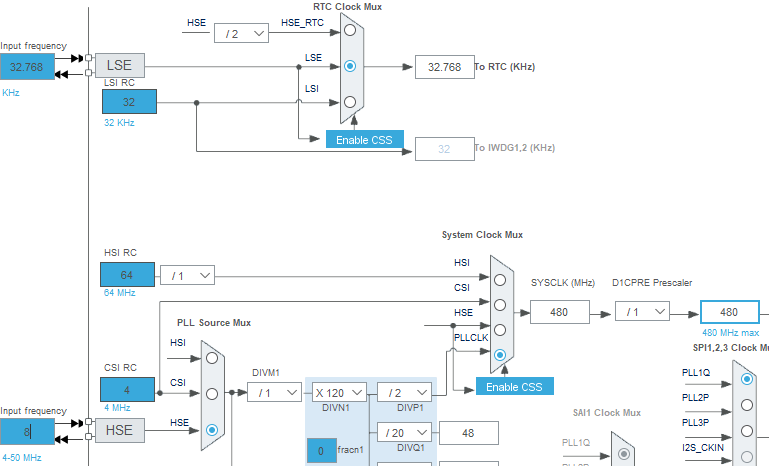 RTC Clock Mux
HSE
/ 2
HSE_RTC
Input frequency
32.768
KHz
LSE
LSE
32.768
To RTC (KHz)
LSI RC
32
32 KHz
LSI
Enable CSS
32
To IWDG1,2 (KHz)
System Clock Mux
HSI RC
64
64 MHz
/ 1
HSI
CSI
HSE
PLLCLK
SYSCLK (MHz)
480
D1CPRE Prescaler
/ 1
480
480 MHz max
PLL Source Mux
HSI
CSI
HSE
CSI RC
4
4 MHz
DIVM1
/ 1
X 120
DIVN1
/ 2
DIVP1
Enable CSS
Input frequency
8
4-50 MHz
HSE
0
fracn1
/ 20
DIVQ1
48
SPI1,2,3 Clock
PLL1Q
PLL2P
PLL3P
I2S_CKIN
SAI1 Clock Mux
PLL1Q